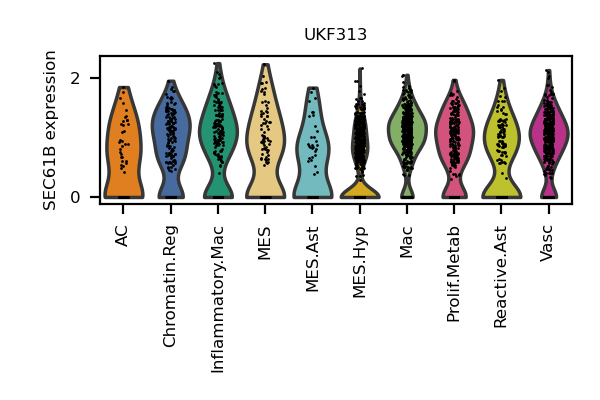 UKF313
SEC61B expression
2
0
AC
Chromatin.Reg
Inflammatory.Mac
MES
MES.Ast
MES.Hyp
Mac
Prolif.Metab
Reactive.Ast
Vasc